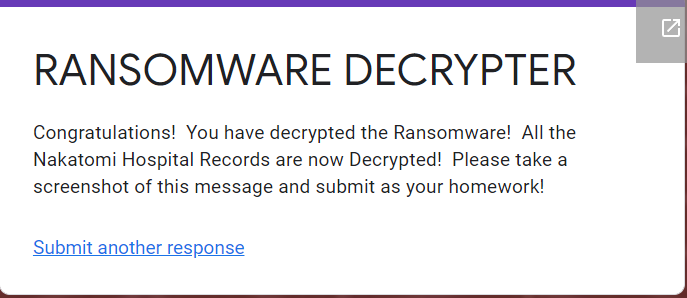 RANSOMWARE DECRYPTER
Congratulations!  You have decrypted the Ransomware!  All the
Nakatomi Hospital Records are now Decrypted!  Please take a
screenshot of this message and submit as your homework!
Submit another response